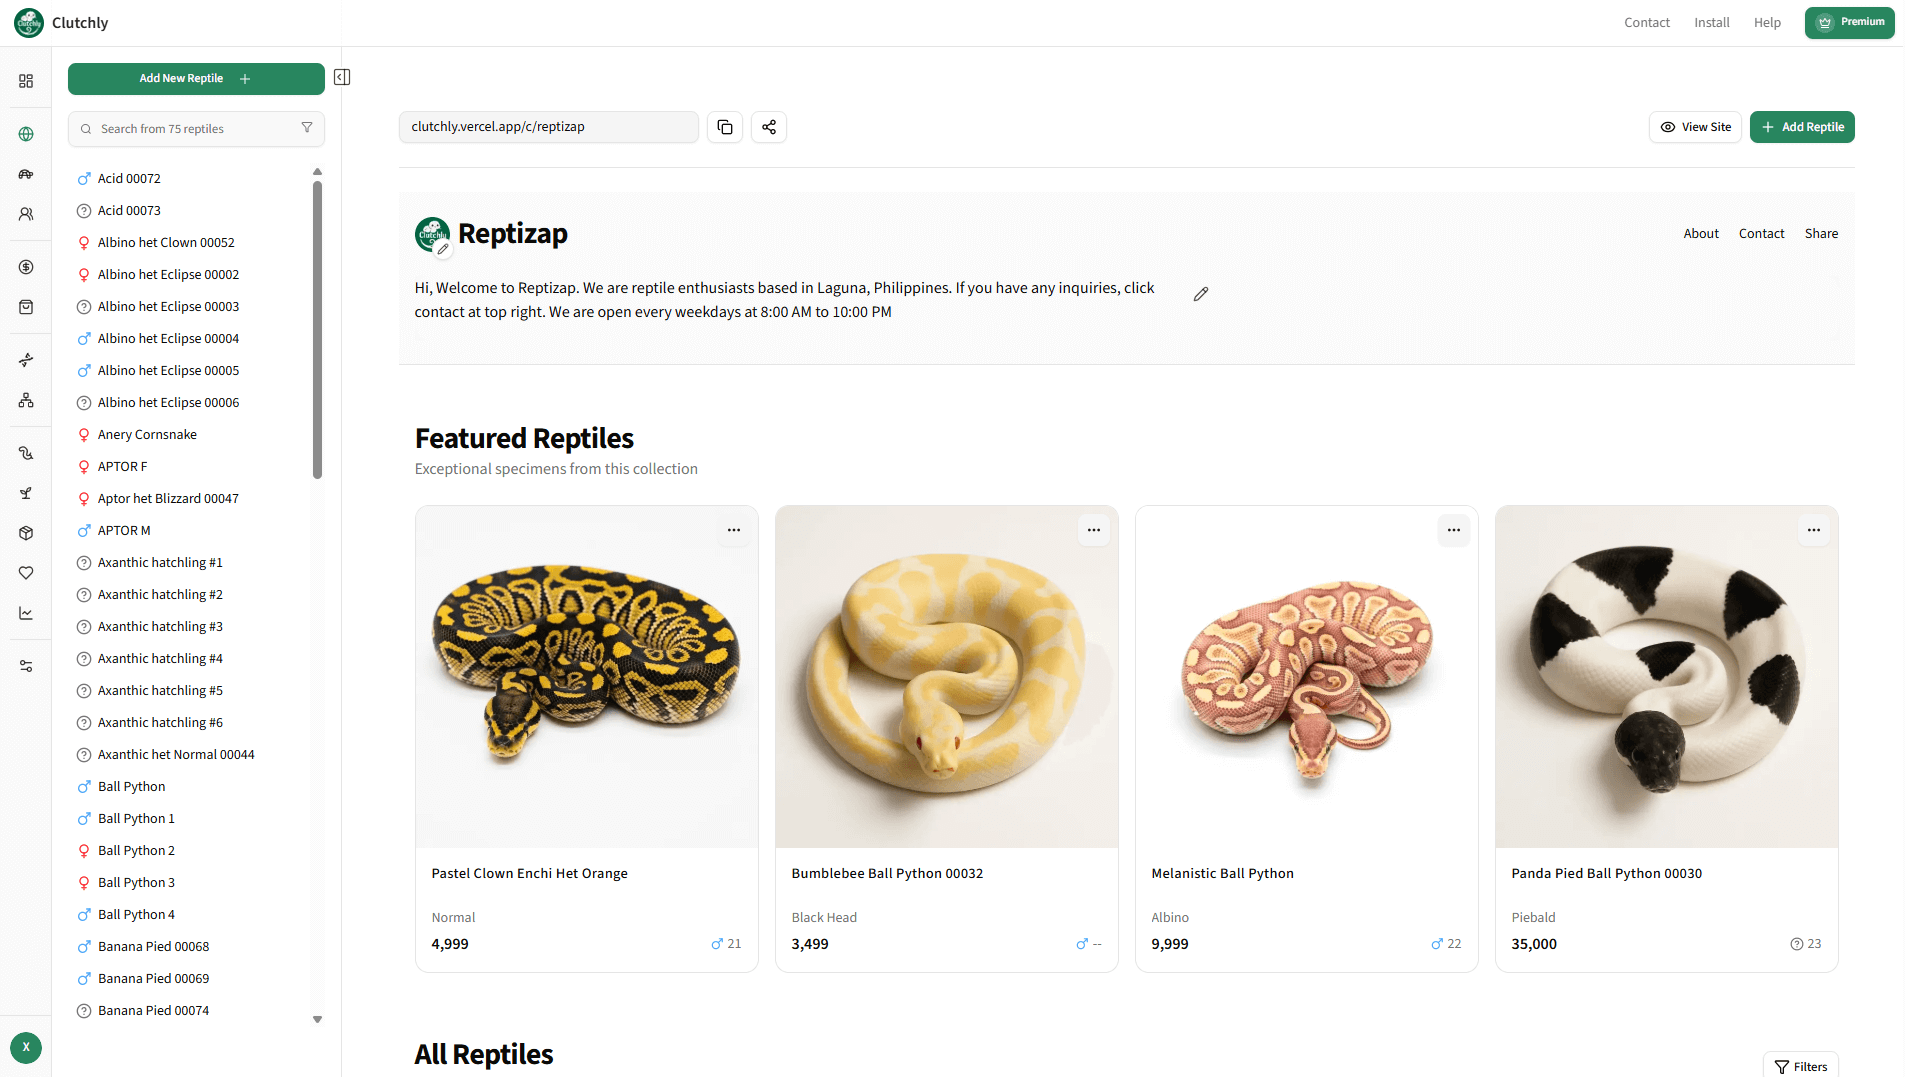 Clutchly
Clutchly
Contact
Install
Help
Premium
Add New Reptile
Search from 75 reptiles
Acid 00072
Acid 00073
Albino het Clown 00052
Albino het Eclipse 00002
Albino het Eclipse 00003
Albino het Eclipse 00004
Albino het Eclipse 00005
Albino het Eclipse 00006
Anery Cornsnake
APTOR F
Aptor het Blizzard 00047
APTOR M
Axanthic hatchling #1
Axanthic hatchling #2
Axanthic hatchling #3
Axanthic hatchling #4
Axanthic hatchling #5
Axanthic hatchling #6
Axanthic het Normal 00044
Ball Python
Ball Python 1
Ball Python 2
Ball Python 3
Ball Python 4
Banana Pied 00068
Banana Pied 00069
Banana Pied 00074
X
clutchly.vercel.app/c/reptizap
View Site
Add Reptile
Clutchly
Reptizap
About
Contact
Share
Hi, Welcome to Reptizap. We are reptile enthusiasts based in Laguna, Philippines. If you have any inquiries, click
contact at top right. We are open every weekdays at 8:00 AM to 10:00 PM
Featured Reptiles
Exceptional specimens from this collection
Pastel Clown Enchi Het Orange
Normal
4,999
21
Bumblebee Ball Python 00032
Black Head
3,499
--
Melanistic Ball Python
Albino
9,999
22
Panda Pied Ball Python 00030
Piebald
35,000
23
All Reptiles
Filters